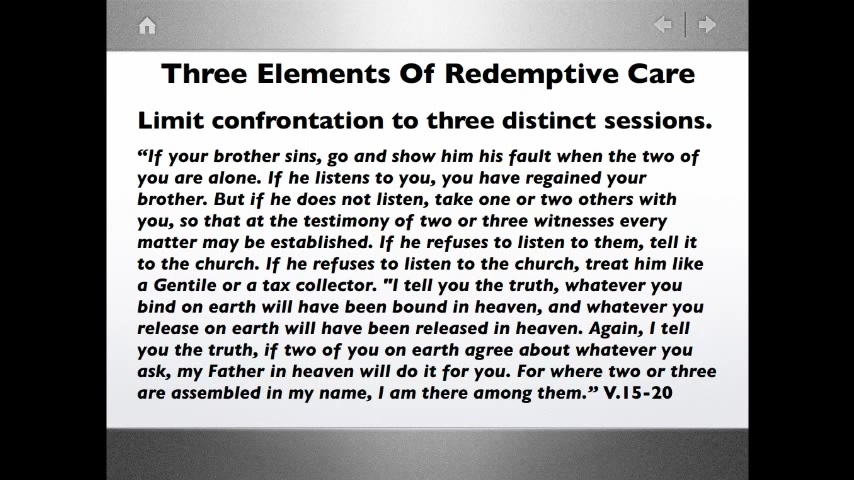 Three Elements Of Redemptive Care
Limit confrontation to three distinct sessions.
“If your brother sins, go and show him his fault when the two of
you are alone. If he listens to you, you have regained your
brother. But if he does not listen, take one or two others with
you, so that at the testimony of two or three witnesses every
matter may be established. If he refuses to listen to them, tell it
to the church. If he refuses to listen to the church, treat him like
a Gentile or a tax collector. "I tell you the truth, whatever you
bind on earth will have been bound in heaven, and whatever you
release on earth will have been released in heaven. Again, I tell
you the truth, if two of you on earth agree about whatever you
ask, my Father in heaven will do it for you. For where two or three
are assembled in my name, I am there among them.” V.15-20